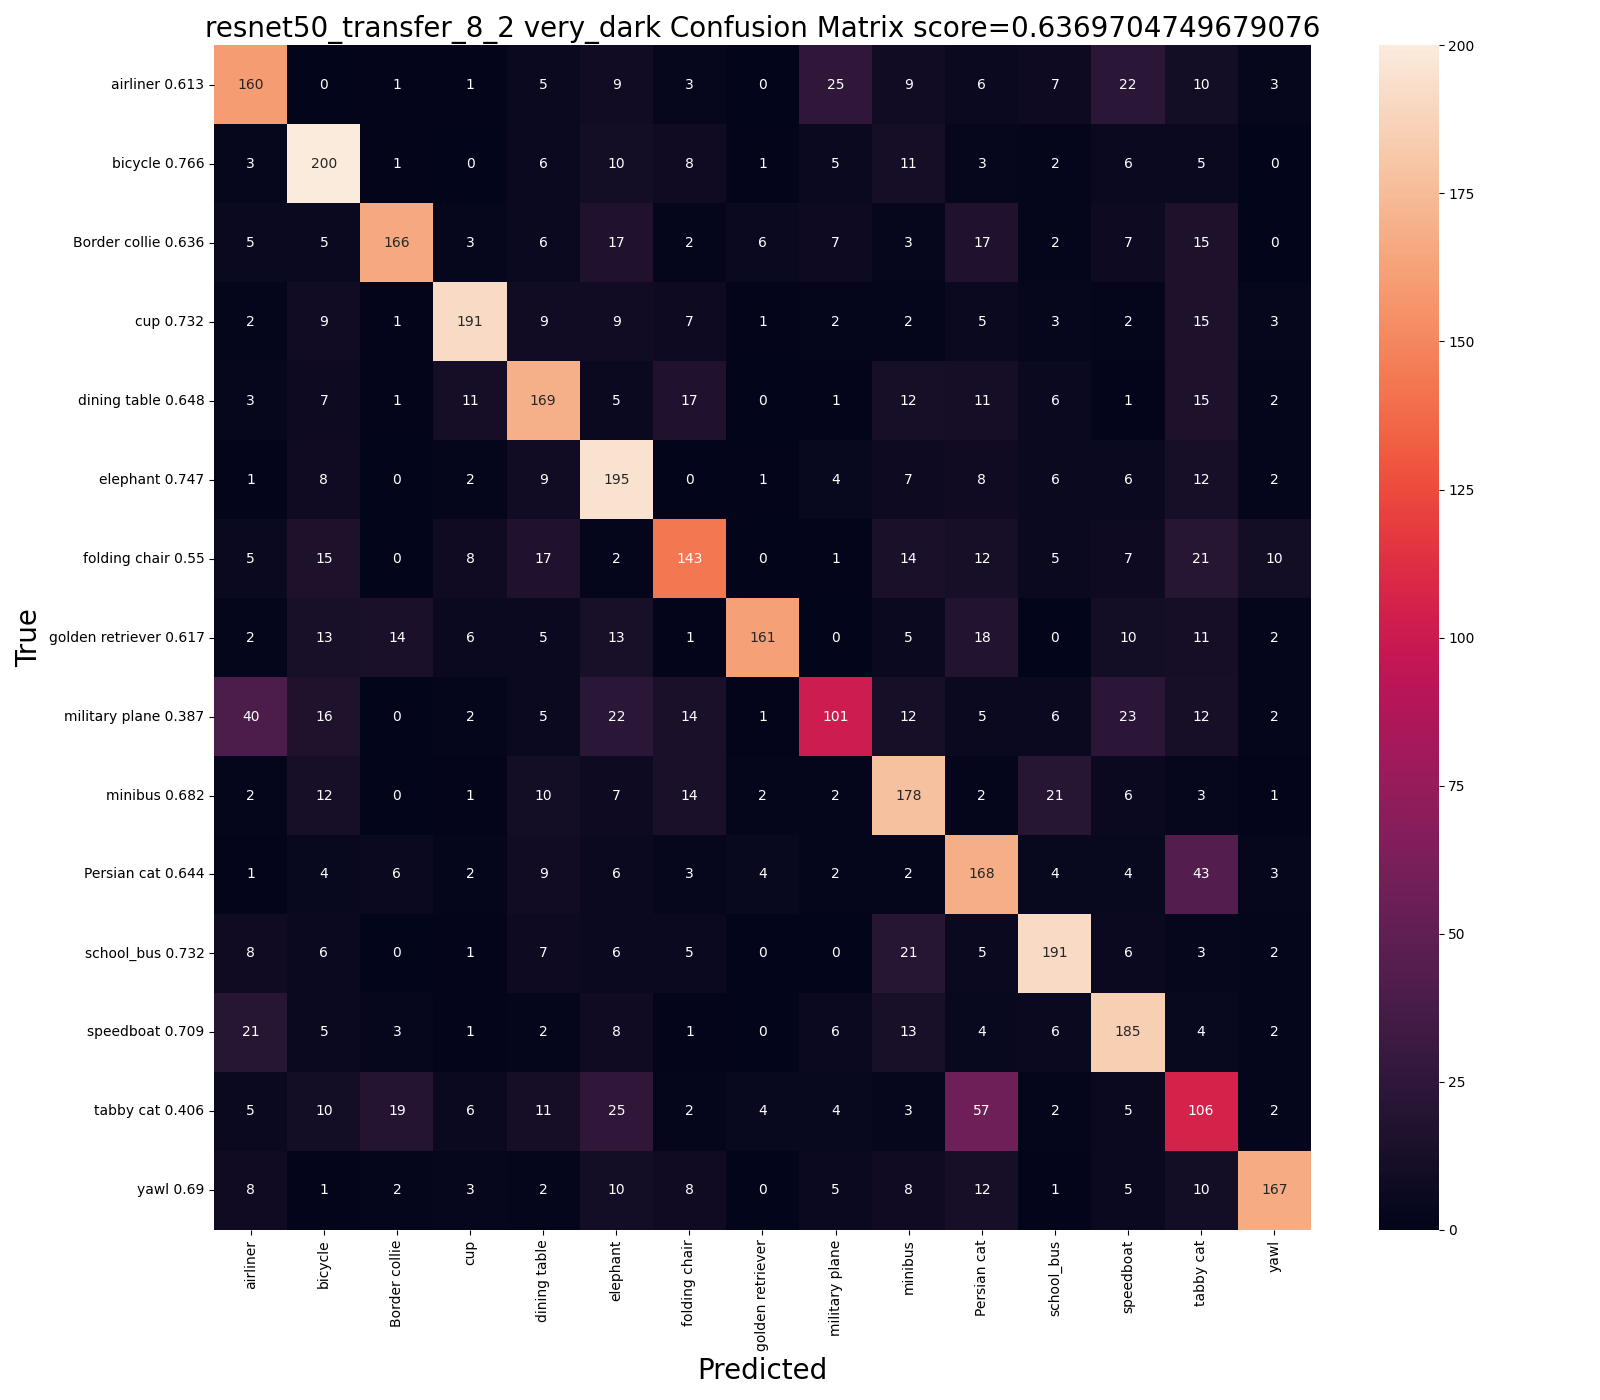 resnet50_transfer_8_2 very_dark Confusion Matrix score=0.6369704749679076
airliner 0.613 160 0 1 1 5 9 3 0 25 9 6 7 22 10 3
bicycle 0.766 3 200 1 0 6 10 8 1 5 11 3 2 6 5 0
Border collie 0.636 5 5 166 3 6 17 2 6 7 3 17 2 7 15 0
cup 0.732 2 9 1 191 9 9 7 1 2 2 5 3 2 15 3
dining table 0.648 3 7 1 11 169 5 17 0 1 12 11 6 1 15 2
elephant 0.747 1 8 0 2 9 195 0 1 4 7 8 6 6 12 2
folding chair 0.55 5 15 0 8 17 2 143 0 1 14 12 5 7 21 10
golden retriever 0.617 2 13 14 6 5 13 1 161 0 5 18 0 10 11 2
military plane 0.387 40 16 0 2 5 22 14 1 101 12 5 6 23 12 2
minibus 0.682 2 12 0 1 10 7 14 2 2 178 2 21 6 3 1
Persian cat 0.644 1 4 6 2 9 6 3 4 2 2 168 4 4 43 3
school_bus 0.732 8 6 0 1 7 6 5 0 0 21 5 191 6 3 2
speedboat 0.709 21 5 3 1 2 8 1 0 6 13 4 6 185 4 2
tabby cat 0.406 5 10 19 6 11 25 2 4 4 3 57 2 5 106 2
yawl 0.69 8 1 2 3 2 10 8 0 5 8 12 1 5 10 167
airliner bicycle Border collie cup dining table elephant folding chair golden retriever military plane minibus Persian cat school_bus speedboat tabby cat yawl
True
Predicted
200
175
150
125
100
75
50
25
0